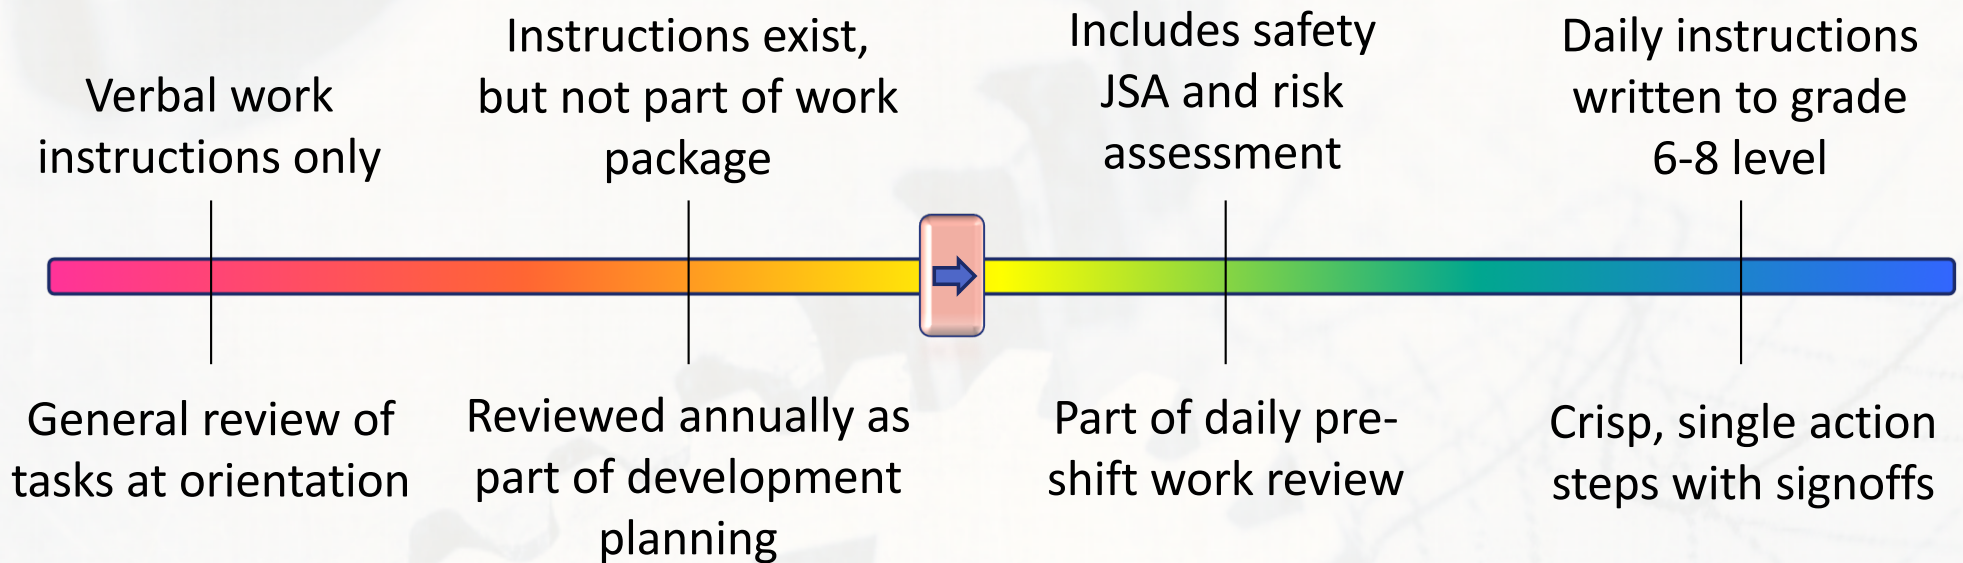 Verbal work
instructions only
Instructions exist,
but not part of work
package
Includes safety
JSA and risk
assessment
Daily instructions
written to grade
6-8 level
General review of
tasks at orientation
Reviewed annually as
part of development
planning
Part of daily pre-
shift work review
Crisp, single action
steps with signoffs